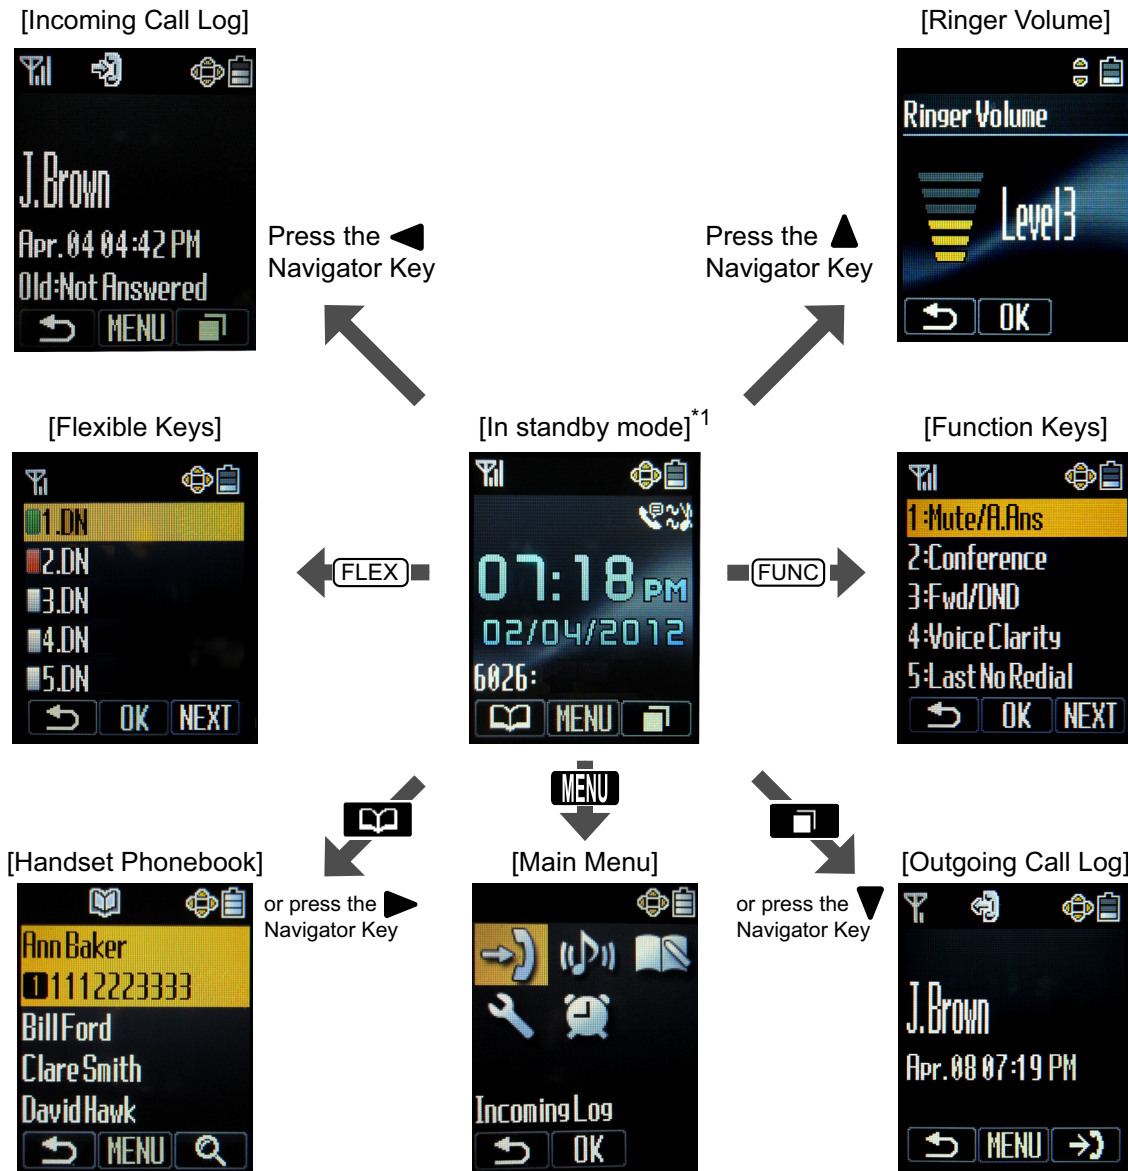 [Incoming Call Log]
J.Brown
Apr.04 04:42 PM
Old:Not Answered
MENU
Press the
Navigator Key
[Ringer Volume]
Ringer Volume
Level3
OK
Press the
Navigator Key
[Flexible Keys]
1.DN
2.DN
3.DN
4.DN
5.DN
OK NEXT
FLEX
[In standby mode]*1
07:18 PM
02/04/2012
6026:
MENU
FUNC
[Function Keys]
1:Mute/A.Ans
2:Conference
3:Fwd/DND
4:Voice Clarity
5:Last No Redial
OK NEXT
MENU
[Handset Phonebook]
Ann Baker
1 1112223333
Bill Ford
Clare Smith
David Hawk
MENU
or press the
Navigator Key
[Main Menu]
Incoming Log
OK
or press the
Navigator Key
[Outgoing Call Log]
J.Brown
Apr.08 07:19 PM
MENU